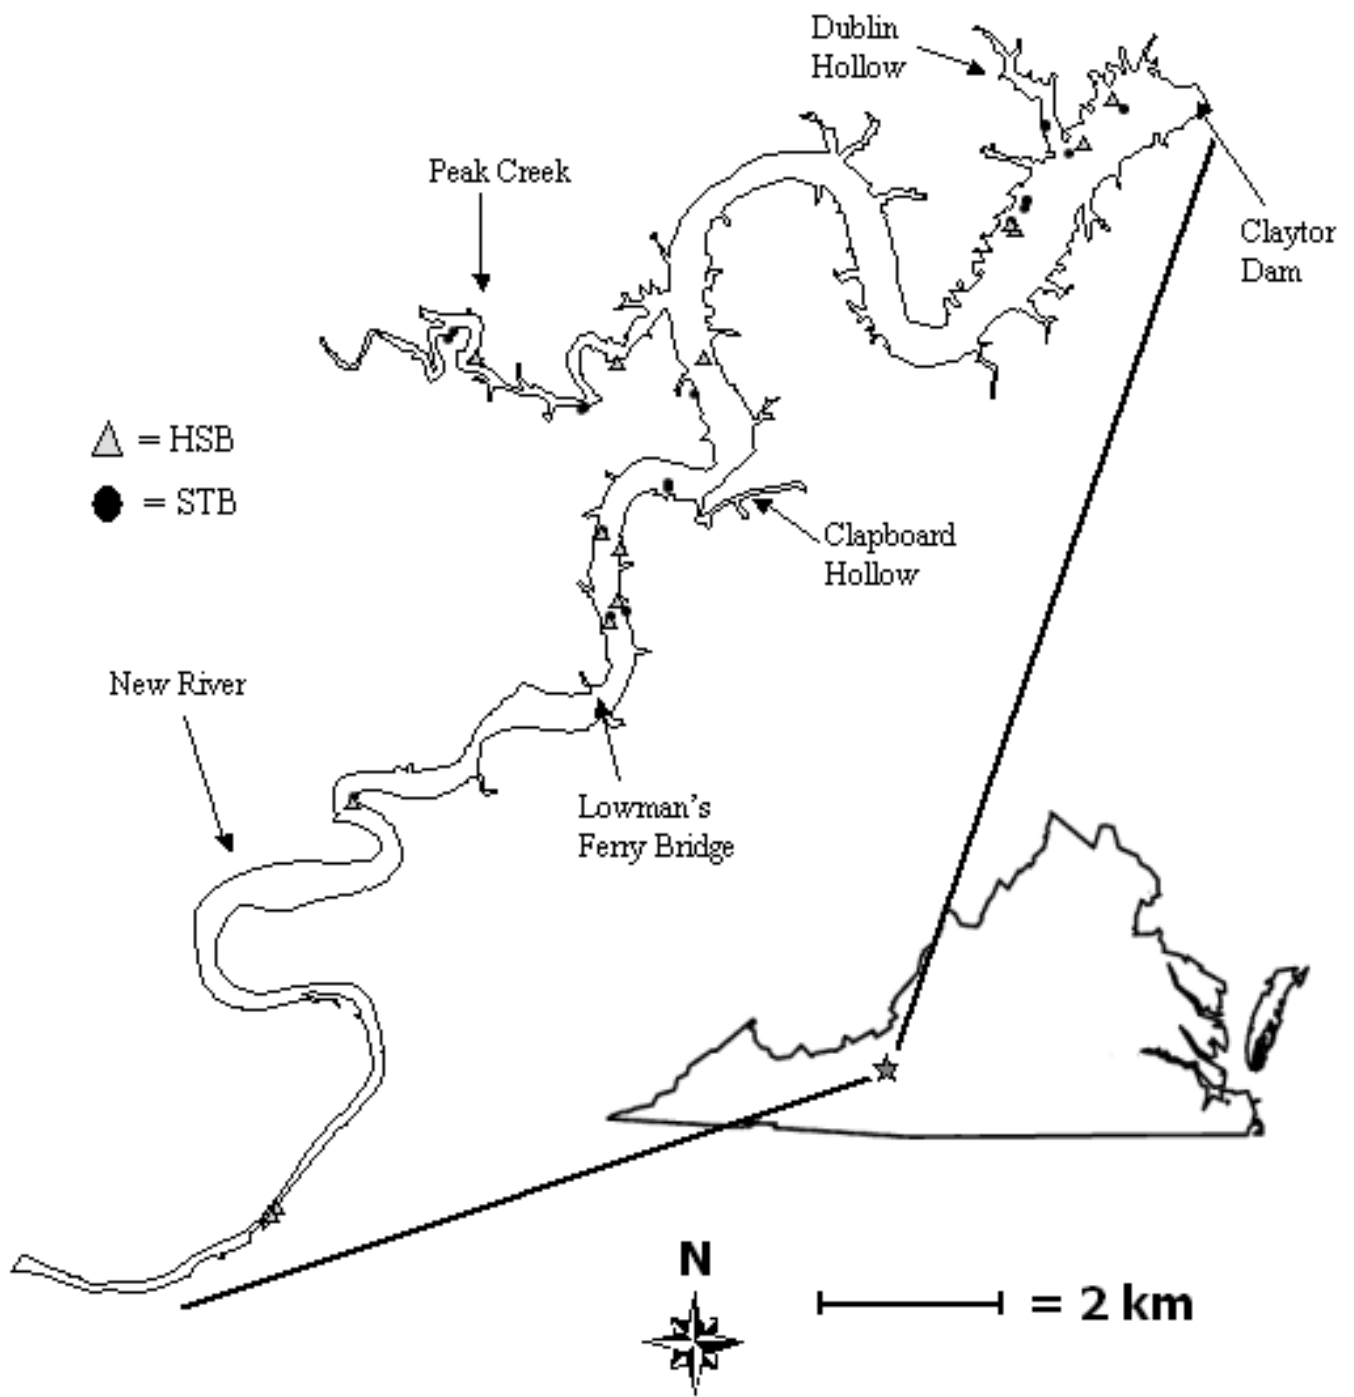 Dublin
Hollow
Peak Creek
Claytor
Dam
= HSB
= STB
Clapboard
Hollow
New River
Lowman's
Ferry Bridge
N
= 2 km